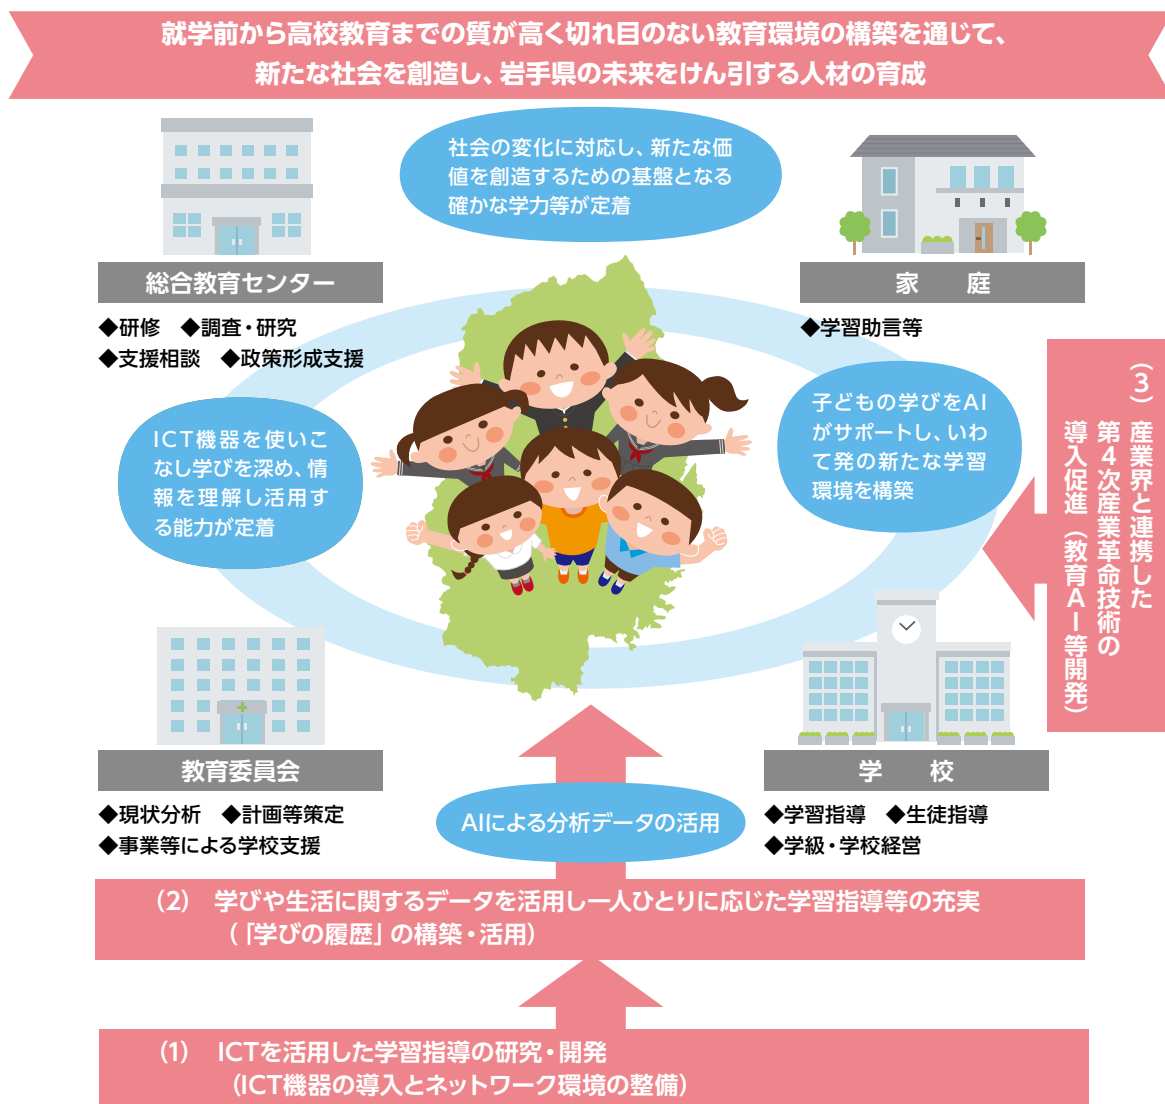 就学前から高校教育までの質が高く切れ目のない教育環境の構築を通じて、
新たな社会を創造し、岩手県の未来をけん引する人材の育成
社会の変化に対応し、新たな価
値を創造するための基盤となる
確かな学力等が定着
総合教育センター
◆研修　◆調査・研究
◆支援相談　◆政策形成支援
家　庭
◆学習助言等
ICT機器を使いこ
なし学びを深め、情
報を理解し活用す
る能力が定着
子どもの学びをAI
がサポートし、いわ
て発の新たな学習
環境を構築
(3)　産業界と連携した
第4次産業革命技術の
導入促進（教育AI等開発）
教育委員会
◆現状分析　◆計画等策定
◆事業等による学校支援
学　校
◆学習指導　◆生徒指導
◆学級・学校経営
AIによる分析データの活用
(2)　学びや生活に関するデータを活用し一人ひとりに応じた学習指導等の充実
(「学びの履歴」の構築・活用)
(1)　ICTを活用した学習指導の研究・開発
(ICT機器の導入とネットワーク環境の整備)